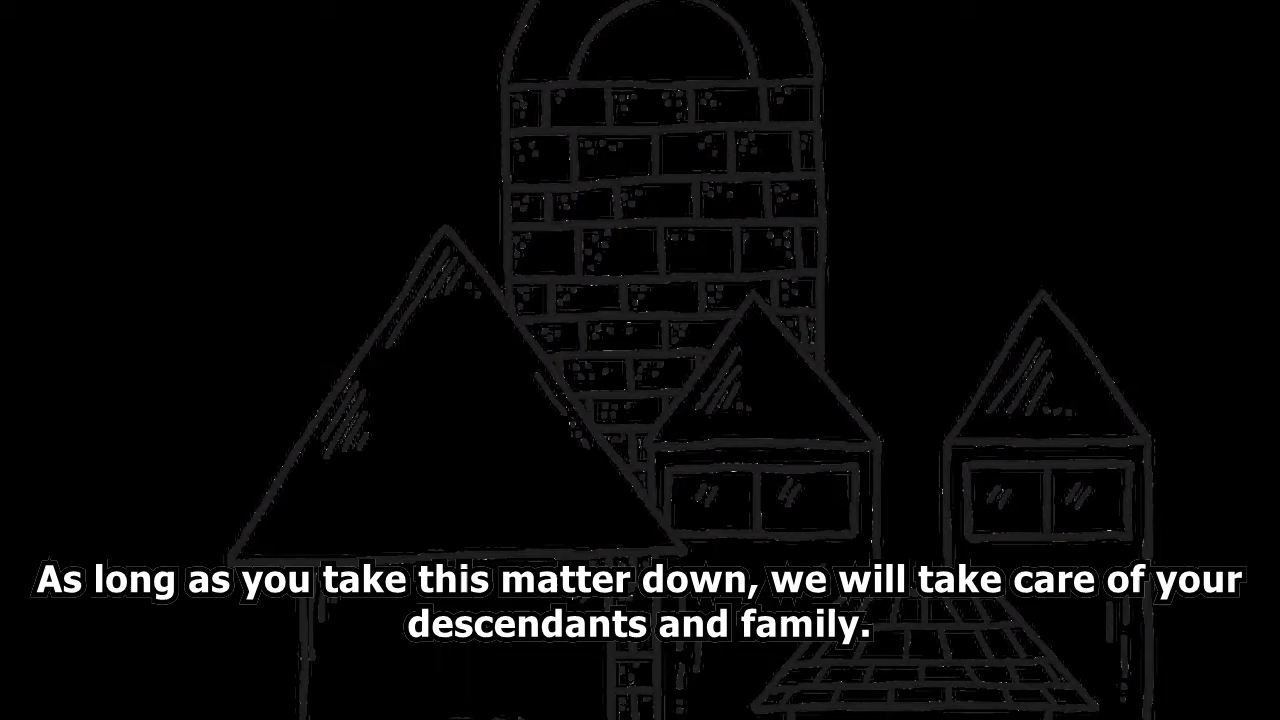 As long as you take this matter down, we will take care of your
descendants and family.